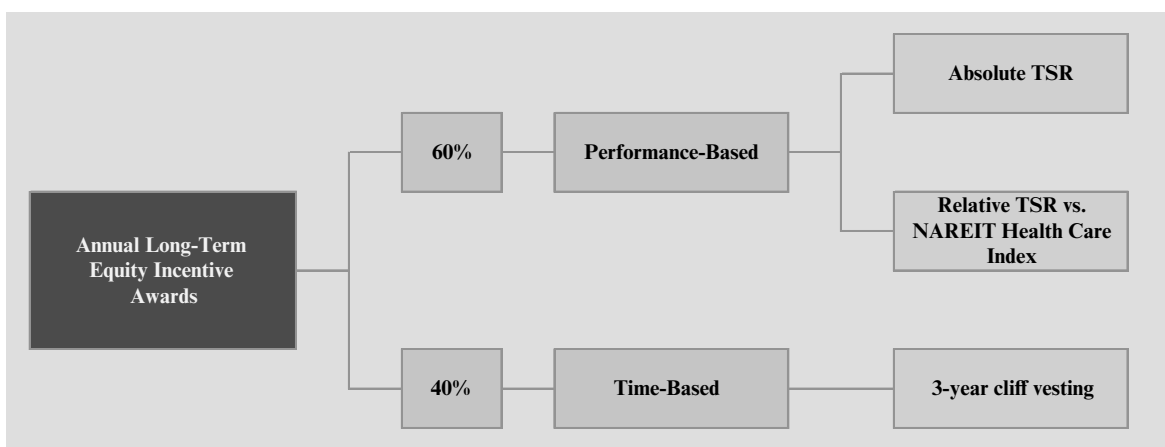 Annual Long-Term
Equity Incentive
Awards
60%
Performance-Based
Absolute TSR
Relative TSR vs.
NAREIT Health Care
Index
40%
Time-Based
3-year cliff vesting